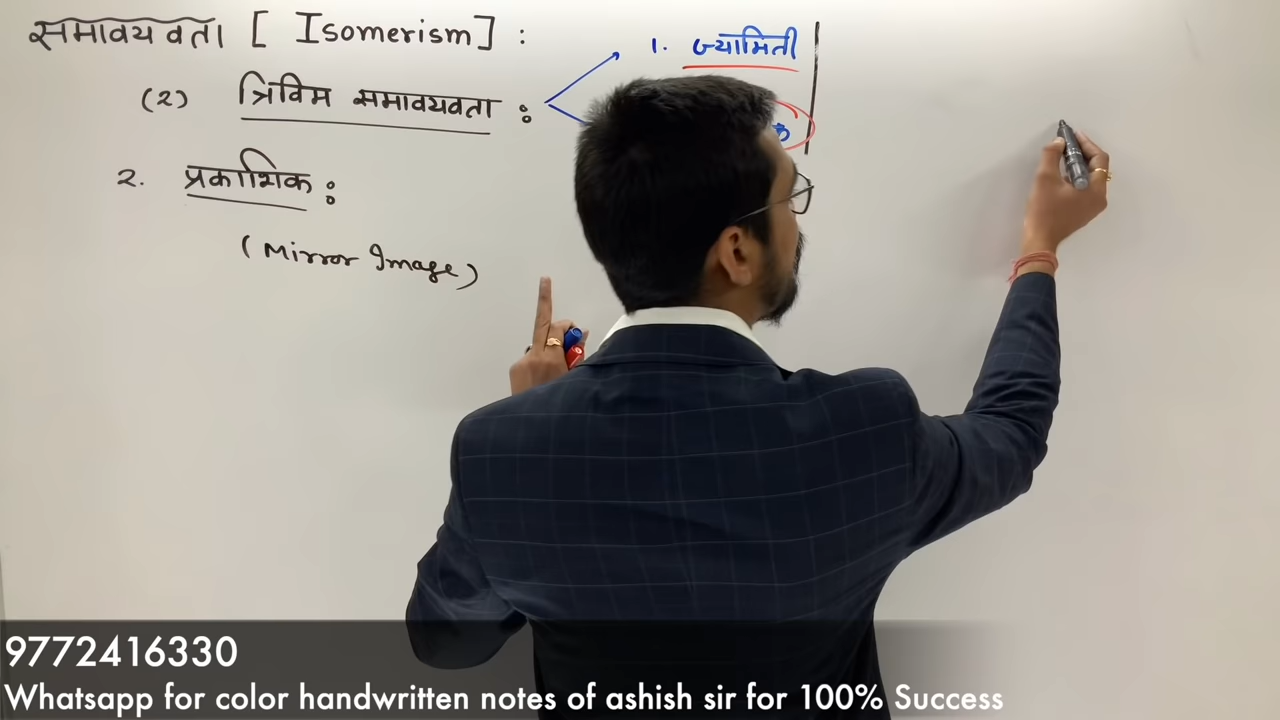 समावयवता [ Isomerism ] :
1. ज्यामिती
(2) त्रिविम समावयवता :
2. प्रकाशिक :
(Mirror Image)
9772416330
Whatsapp for color handwritten notes of ashish sir for 100% Success